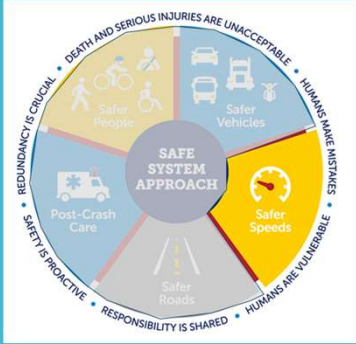 DEATH AND SERIOUS INJURIES ARE UNACCEPTABLE
HUMANS MAKE MISTAKES
HUMANS ARE VULNERABLE
RESPONSIBILITY IS SHARED
SAFETY IS PROACTIVE
REDUNDANCY IS CRUCIAL
Safer
People
Safer
Vehicles
SAFE
SYSTEM
APPROACH
Post-Crash
Care
Safer
Speeds
Safer
Roads